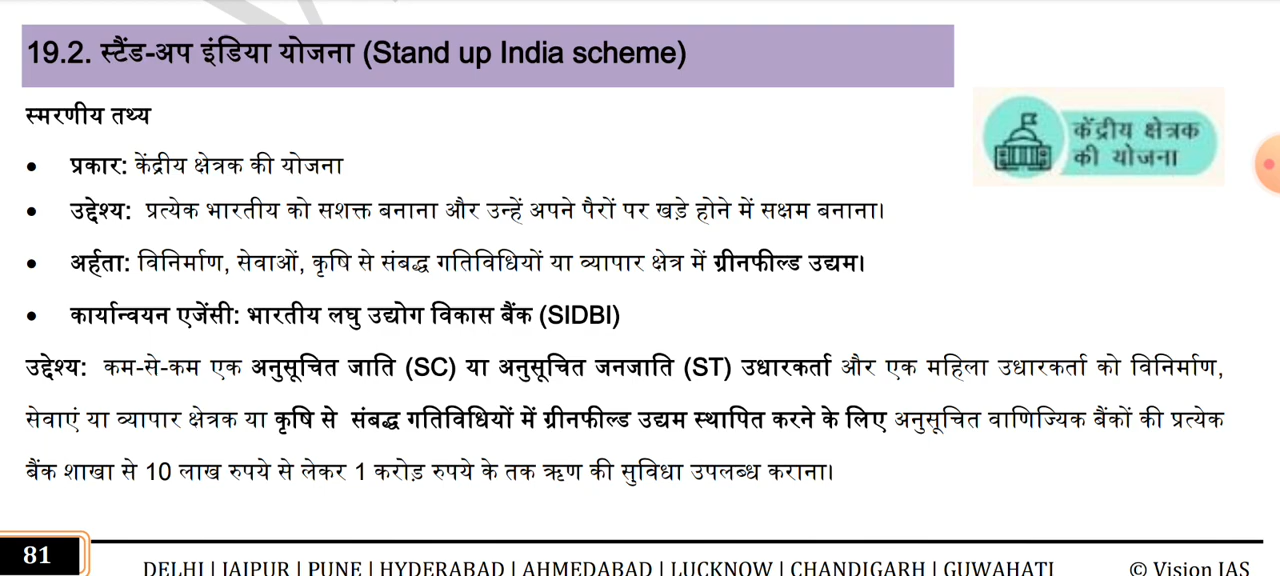 19.2. स्टैंड-अप इंडिया योजना (Stand up India scheme)
स्मरणीय तथ्य
केंद्रीय क्षेत्रक
की योजना
• प्रकार: केंद्रीय क्षेत्रक की योजना
• उद्देश्य: प्रत्येक भारतीय को सशक्त बनाना और उन्हें अपने पैरों पर खड़े होने में सक्षम बनाना।
• अर्हता: विनिर्माण, सेवाओं, कृषि से संबद्ध गतिविधियों या व्यापार क्षेत्र में ग्रीनफील्ड उद्यम।
• कार्यान्वयन एजेंसी: भारतीय लघु उद्योग विकास बैंक (SIDBI)
उद्देश्य: कम-से-कम एक अनुसूचित जाति (SC) या अनुसूचित जनजाति (ST) उधारकर्ता और एक महिला उधारकर्ता को विनिर्माण,
सेवाएं या व्यापार क्षेत्रक या कृषि से संबद्ध गतिविधियों में ग्रीनफील्ड उद्यम स्थापित करने के लिए अनुसूचित वाणिज्यिक बैंकों की प्रत्येक
बैंक शाखा से 10 लाख रुपये से लेकर 1 करोड़ रुपये के तक ऋण की सुविधा उपलब्ध कराना।
81
DELHI | JAIPUR | PUNE | HYDERABAD | AHMEDABAD | LUCKNOW | CHANDIGARH | GUWAHATI
© Vision IAS